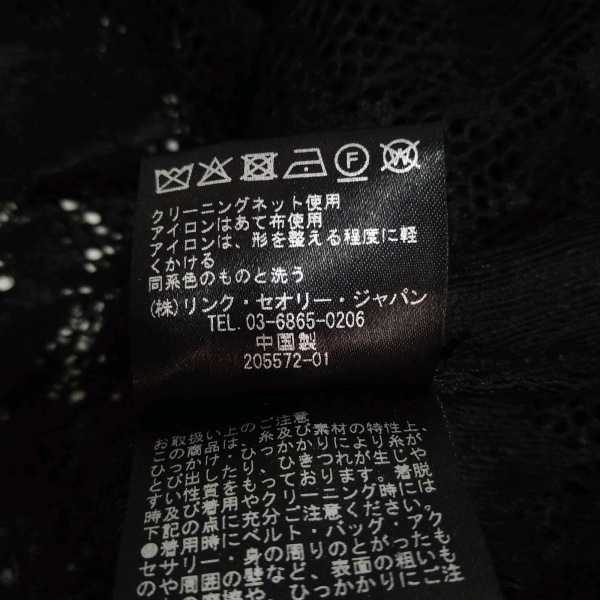 F W
クリーニングネット使用
アイロンはあて布使用
アイロンは、形を整える程度に軽
くかける
同系色のものと洗う
(株)リンク・セオリー・ジャパン
TEL. 03-6865-0206
中国製
205572-01
お取扱い上のご注意
この商品は、糸及び素材の特性上、
ひっかけ、ひっかかりにより糸が
とび出したり、ひきつれが生じや
すい性質をもっております。着脱
時及び着用やクリーニング時には
下記の点に充分ご注意ください。
●着用時にベルト・バッグ・アク
セサリー・身の周りのとがったも
のや周囲の壁など、表面の粗いも
ひっかかりにご